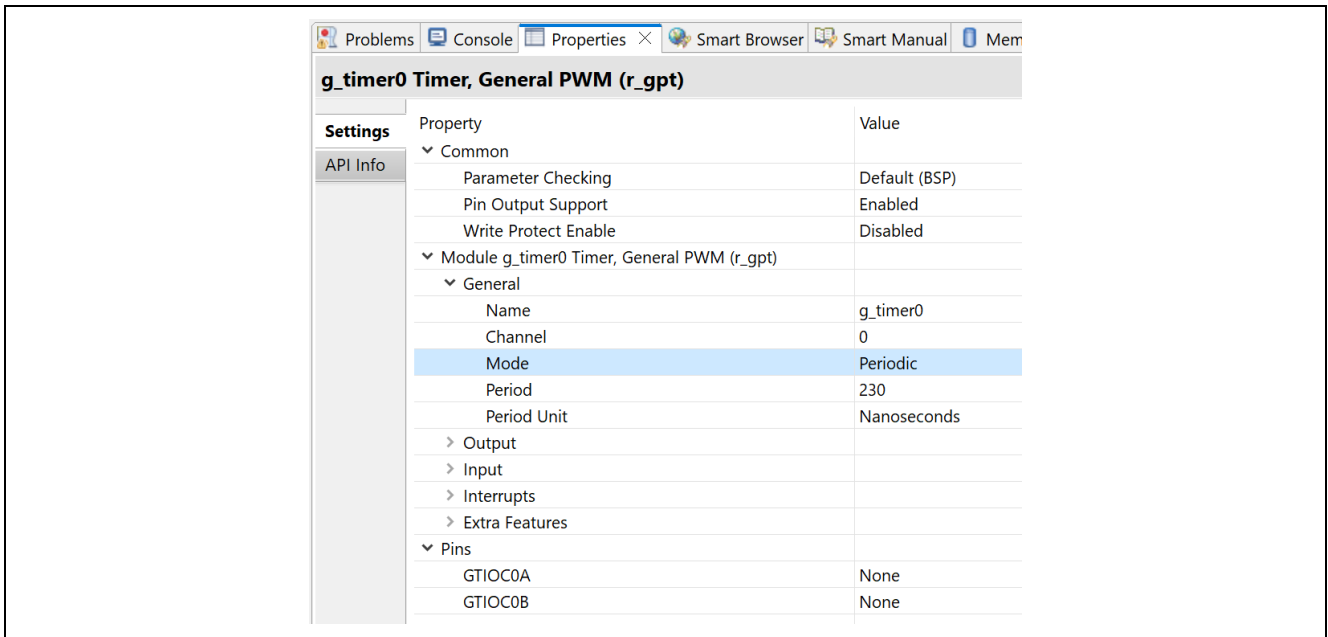 Problems Console Properties Smart Browser Smart Manual Mem
g_timer0 Timer, General PWM (r_gpt)
Settings
API Info
Property Value
Common
Parameter Checking Default (BSP)
Pin Output Support Enabled
Write Protect Enable Disabled
Module g_timer0 Timer, General PWM (r_gpt)
General
Name g_timer0
Channel 0
Mode Periodic
Period 230
Period Unit Nanoseconds
Output
Input
Interrupts
Extra Features
Pins
GTIOC0A None
GTIOC0B None